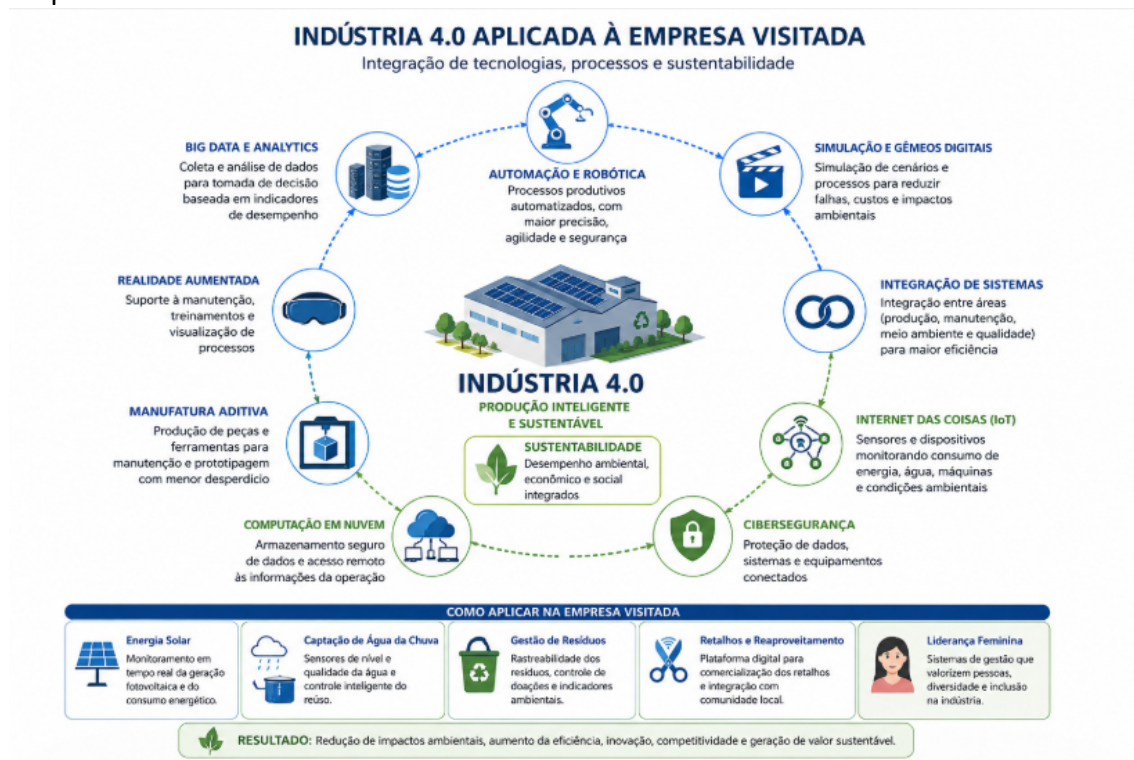 INDÚSTRIA 4.0 APLICADA À EMPRESA VISITADA
Integração de tecnologias, processos e sustentabilidade
AUTOMAÇÃO E ROBÓTICA
Processos produtivos
automatizados, com
maior precisão,
agilidade e segurança
BIG DATA E ANALYTICS
Coleta e análise de dados
para tomada de decisão
baseada em indicadores
de desempenho
SIMULAÇÃO E GÊMEOS DIGITAIS
Simulação de cenários e
processos para reduzir
falhas, custos e impactos
ambientais
REALIDADE AUMENTADA
Suporte à manutenção,
treinamentos e
visualização de
processos
INTEGRAÇÃO DE SISTEMAS
Integração entre áreas
(produção, manutenção,
meio ambiente e qualidade)
para maior eficiência
INDÚSTRIA 4.0
PRODUÇÃO INTELIGENTE
E SUSTENTÁVEL
SUSTENTABILIDADE
Desempenho ambiental,
econômico e social
integrados
MANUFATURA ADITIVA
Produção de peças e
ferramentas para
manutenção e prototipagem
com menor desperdício
INTERNET DAS COISAS (IoT)
Sensores e dispositivos
monitorando consumo de
energia, água, máquinas
e condições ambientais
COMPUTAÇÃO EM NUVEM
Armazenamento seguro
de dados e acesso remoto
às informações da operação
CIBERSEGURANÇA
Proteção de dados,
sistemas e equipamentos
conectados
COMO APLICAR NA EMPRESA VISITADA
Energia Solar
Monitoramento em
tempo real da geração
fotovoltaica e do
consumo energético.
Captação de Água da Chuva
Sensores de nível e
qualidade da água e
controle inteligente do
reúso.
Gestão de Resíduos
Rastreabilidade dos
resíduos, controle de
doações e indicadores
ambientais.
Retalhos e Reaproveitamento
Plataforma digital para
comercialização dos retalhos
e integração com
comunidade local.
Liderança Feminina
Sistemas de gestão que
valorizem pessoas,
diversidade e inclusão
na indústria.
RESULTADO: Redução de impactos ambientais, aumento da eficiência, inovação, competitividade e geração de valor sustentável.